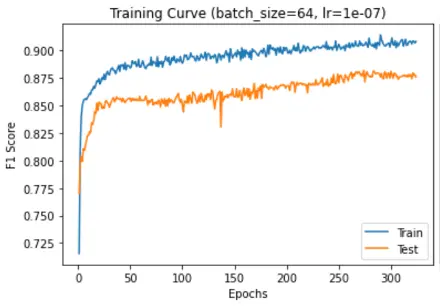 Training Curve (batch_size=64, lr=1e-07)
F1 Score
0.900
0.875
0.850
0.825
0.800
0.775
0.750
0.725
0 50 100 150 200 250 300
Epochs
Train
Test